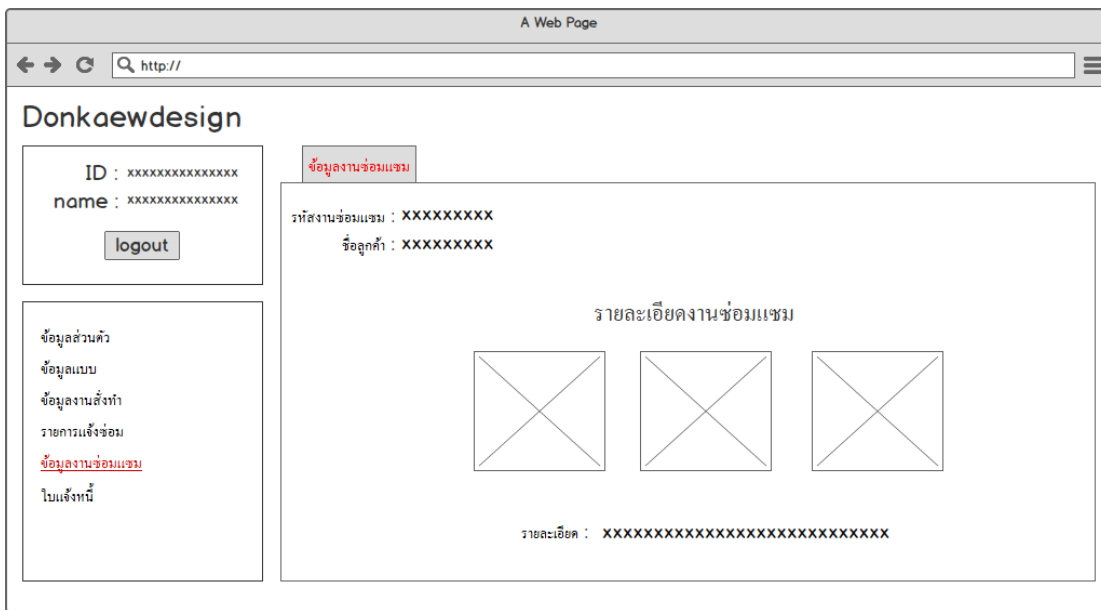 A Web Page
http://
Donkaewdesign
ID : xxxxxxxxxxxxxxx
name : xxxxxxxxxxxxxxx
logout
ข้อมูลส่วนตัว
ข้อมูลแบบ
ข้อมูลงานสั่งทำ
รายการแจ้งซ่อม
ข้อมูลงานซ่อมแซม
ใบแจ้งหนี้
ข้อมูลงานซ่อมแซม
รหัสงานซ่อมแซม : xxxxxxxxx
ชื่อลูกค้า : xxxxxxxxx
รายละเอียดงานซ่อมแซม
รายละเอียด : xxxxxxxxxxxxxxxxxxxxxxxxxxxx